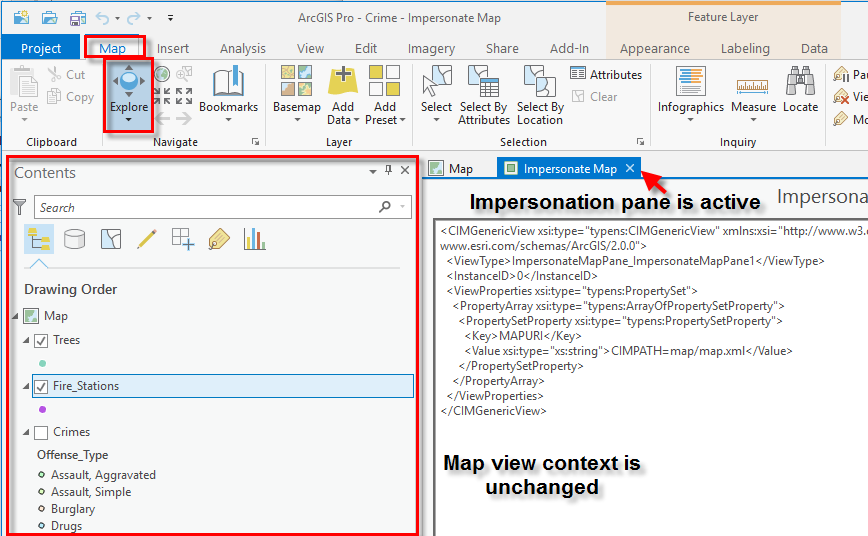 ArcGIS Pro - Crime - Impersonate Map
Feature Layer
Project Map Insert Analysis View Edit Imagery Share Add-In Appearance Labeling Data
Paste
Cut
Copy
Clipboard
Explore
Bookmarks
Navigate
Basemap
Add Data
Add Preset
Layer
Select
Select By Attributes
Select By Location
Attributes
Clear
Selection
Infographics
Measure
Locate
Inquiry
Contents
Search
Drawing Order
Map
Trees
Fire_Stations
Crimes
Offense_Type
Assault, Aggravated
Assault, Simple
Burglary
Drugs
Map
Impersonate Map
Impersonation pane is active
<CIMGenericView xsi:type="typens:CIMGenericView" xmlns:xsi="http://www.w3.
www.esri.com/schemas/ArcGIS/2.0.0">
<ViewType>ImpersonateMapPane_ImpersonateMapPane1</ViewType>
<InstanceID>0</InstanceID>
<ViewProperties xsi:type="typens:PropertySet">
<PropertyArray xsi:type="typens:ArrayOfPropertySetProperty">
<PropertySetProperty xsi:type="typens:PropertySetProperty">
<Key>MAPURI</Key>
<Value xsi:type="xs:string">CIMPATH=map/map.xml</Value>
</PropertySetProperty>
</PropertyArray>
</ViewProperties>
</CIMGenericView>
Map view context is
unchanged